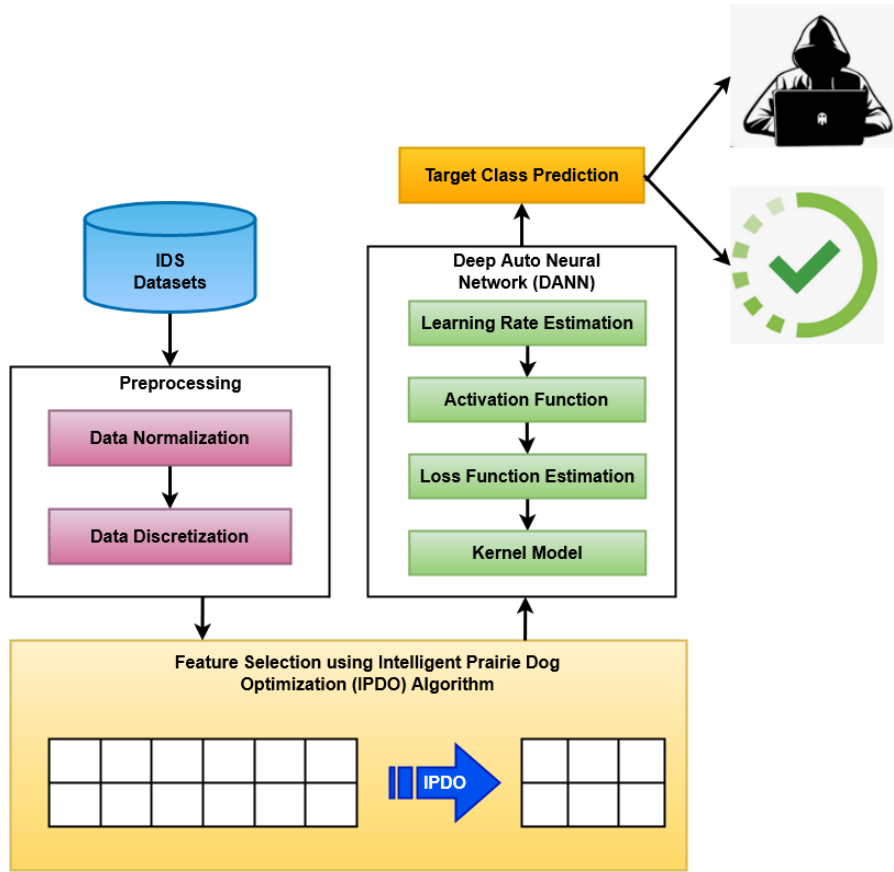 IDS
Datasets
Preprocessing
Data Normalization
Data Discretization
Feature Selection using Intelligent Prairie Dog
Optimization (IPDO) Algorithm
IPDO
Deep Auto Neural
Network (DANN)
Learning Rate Estimation
Activation Function
Loss Function Estimation
Kernel Model
Target Class Prediction